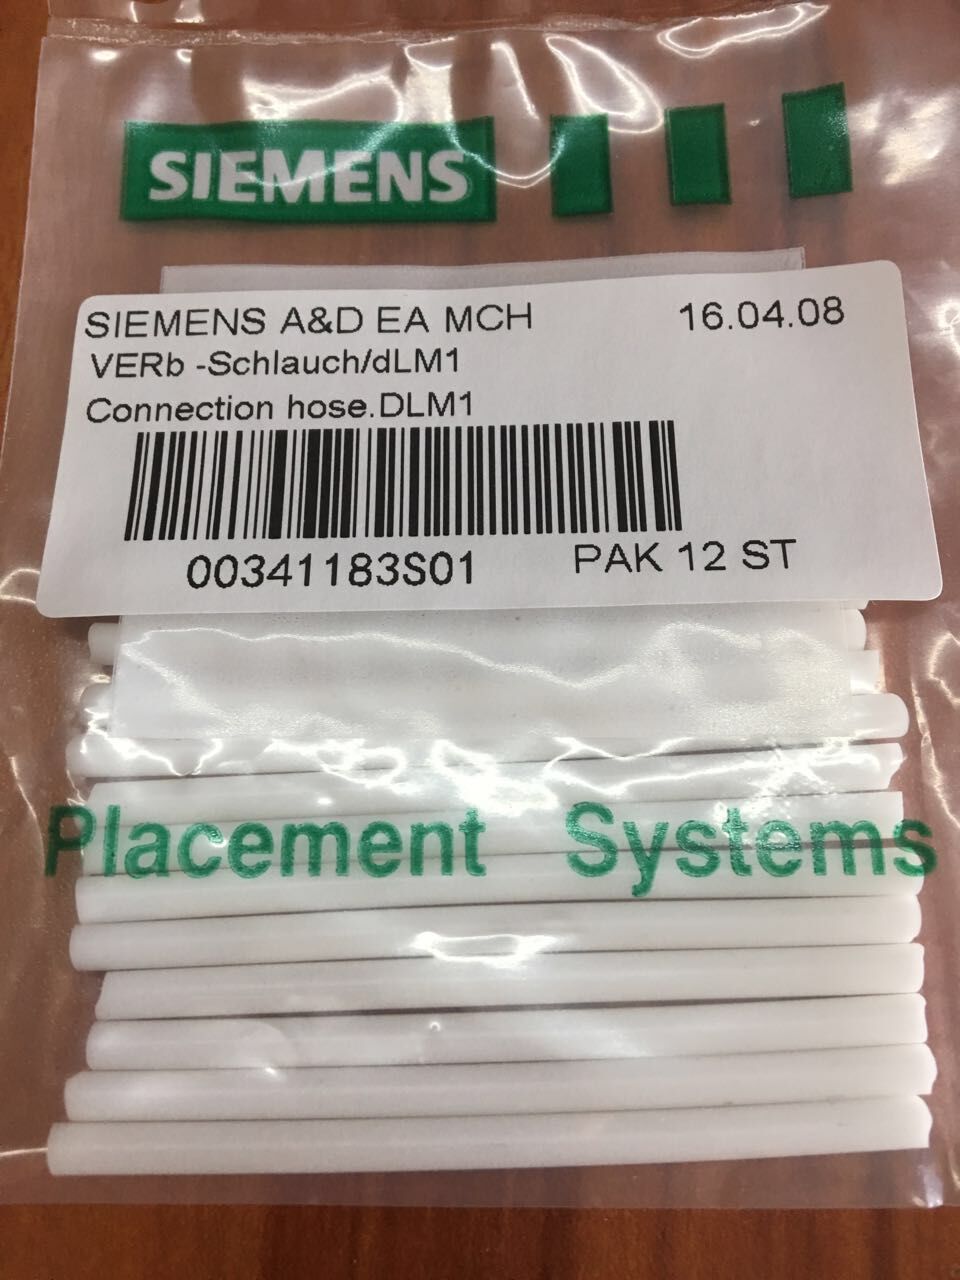 SIEMENS
SIEMENS A&D EA MCH 16.04.08
VERb -Schlauch/dLM1
Connection hose.DLM1
00341183S01 PAK 12 ST
Placement Systems